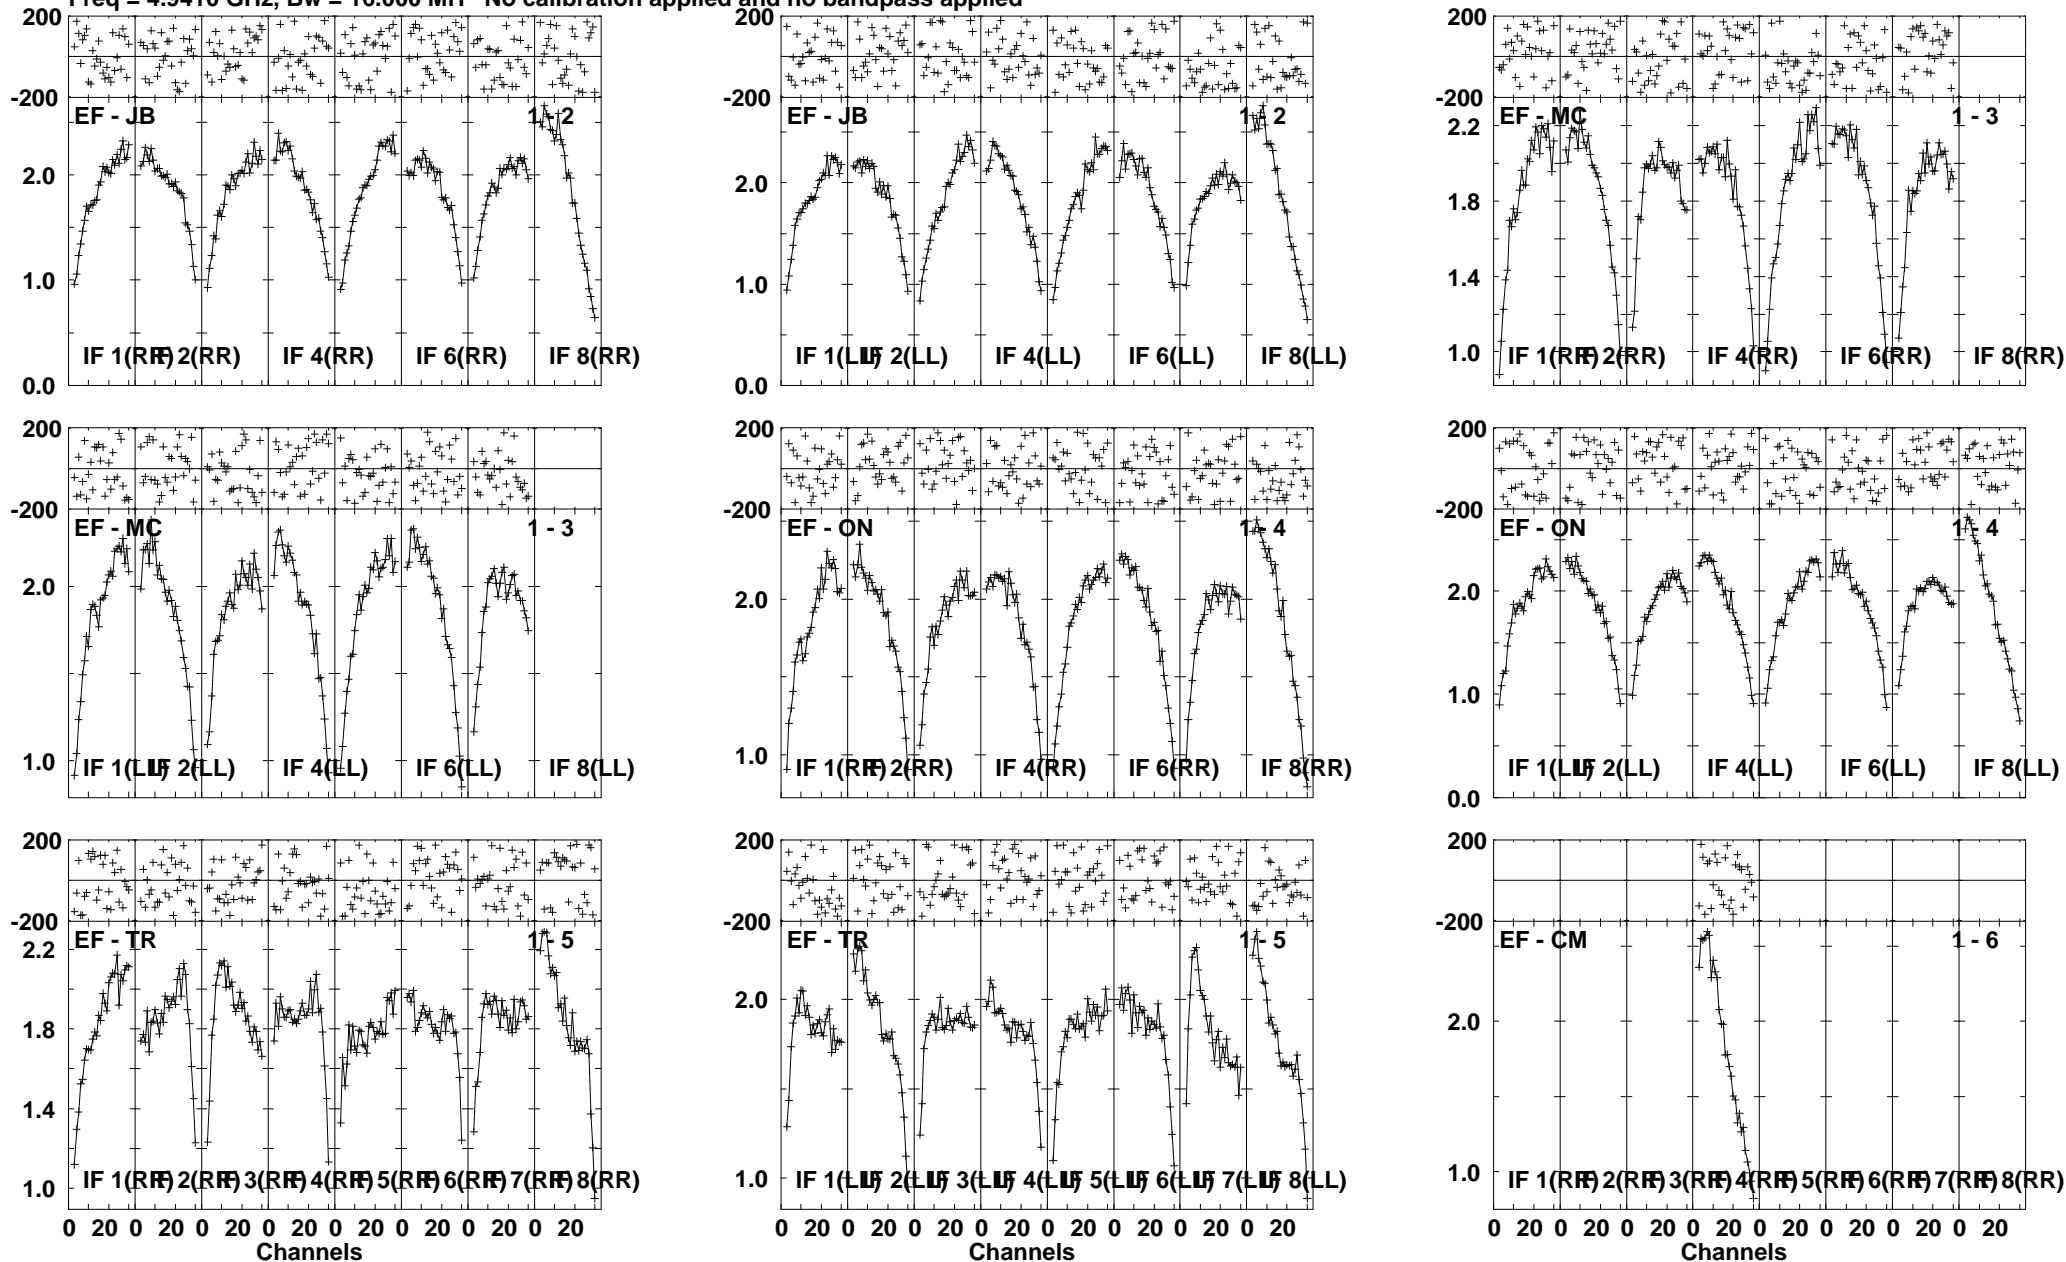 No calibration applied and no bandpass applied
200
-200
EF - JB
1 - 2
2.0
1.0
0.0
IF 1(RR)
IF 2(RR)
IF 4(RR)
IF 6(RR)
IF 8(RR)
200
-200
EF - JB
1 - 2
2.0
1.0
0.0
IF 1(LL)
IF 2(LL)
IF 4(LL)
IF 6(LL)
IF 8(LL)
200
-200
EF - MC
1 - 3
2.2
1.8
1.4
1.0
IF 1(RR)
IF 2(RR)
IF 4(RR)
IF 6(RR)
IF 8(RR)
200
-200
EF - MC
1 - 3
2.0
1.0
IF 1(LL)
IF 2(LL)
IF 4(LL)
IF 6(LL)
IF 8(LL)
200
-200
EF - ON
1 - 4
2.0
1.0
IF 1(RR)
IF 2(RR)
IF 4(RR)
IF 6(RR)
IF 8(RR)
200
-200
EF - ON
1 - 4
2.0
1.0
0.0
IF 1(LL)
IF 2(LL)
IF 4(LL)
IF 6(LL)
IF 8(LL)
200
-200
EF - TR
1 - 5
2.2
1.8
1.4
1.0
IF 1(RR)
IF 2(RR)
IF 3(RR)
IF 4(RR)
IF 5(RR)
IF 6(RR)
IF 7(RR)
IF 8(RR)
0 20 0 20 0 20 0 20 0 20 0 20 0 20 0 20
Channels
200
-200
EF - TR
1 - 5
2.0
1.0
IF 1(LL)
IF 2(LL)
IF 3(LL)
IF 4(LL)
IF 5(LL)
IF 6(LL)
IF 7(LL)
IF 8(LL)
0 20 0 20 0 20 0 20 0 20 0 20 0 20 0 20
Channels
200
-200
EF - CM
1 - 6
2.0
1.0
IF 1(RR)
IF 2(RR)
IF 3(RR)
IF 4(RR)
IF 5(RR)
IF 6(RR)
IF 7(RR)
IF 8(RR)
0 20 0 20 0 20 0 20 0 20 0 20 0 20 0 20
Channels